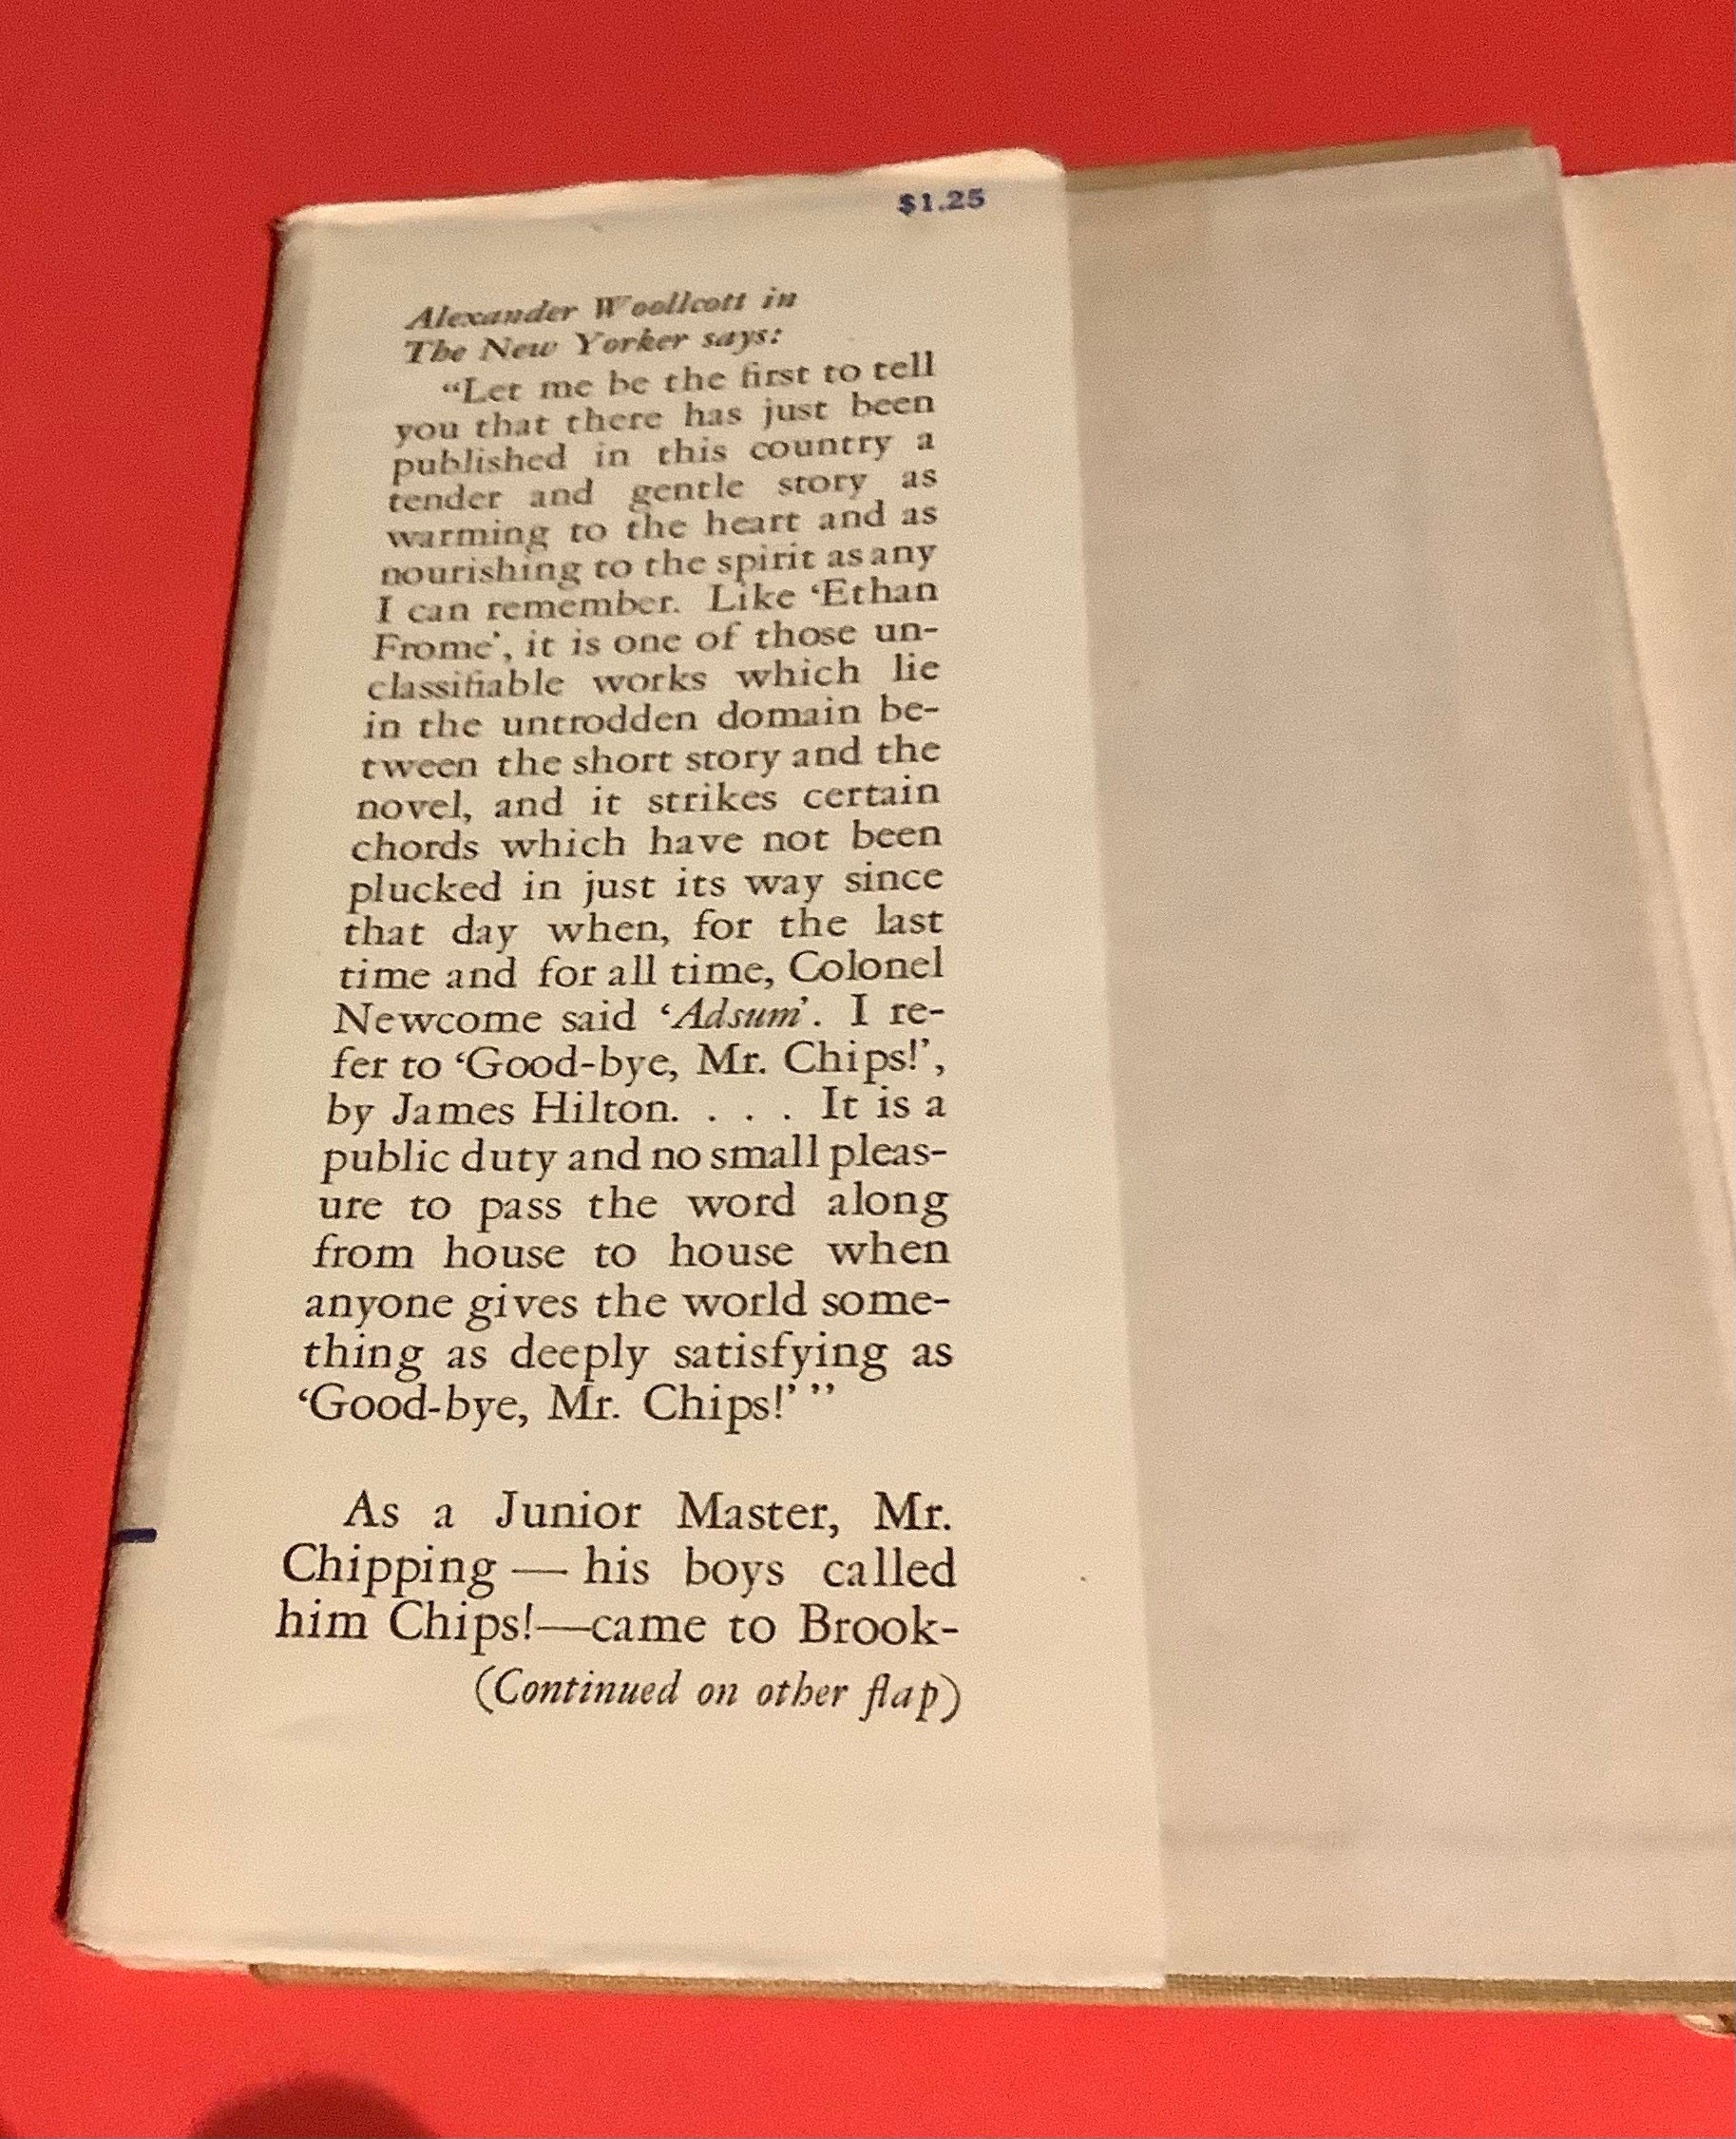 $1.25
Alexander Woollcott in
The New Yorker says:
“Let me be the first to tell
you that there has just been
published in this country a
tender and gentle story as
warming to the heart and as
nourishing to the spirit as any
I can remember. Like ‘Ethan
Frome’, it is one of those un-
classifiable works which lie
in the untrodden domain be-
tween the short story and the
novel, and it strikes certain
chords which have not been
plucked in just its way since
that day when, for the last
time and for all time, Colonel
Newcome said ‘Adsum’. I re-
fer to ‘Good-bye, Mr. Chips!’,
by James Hilton. . . . It is a
public duty and no small pleas-
ure to pass the word along
from house to house when
anyone gives the world some-
thing as deeply satisfying as
‘Good-bye, Mr. Chips!’ ”
As a Junior Master, Mr.
Chipping — his boys called
him Chips!—came to Brook-
(Continued on other flap)